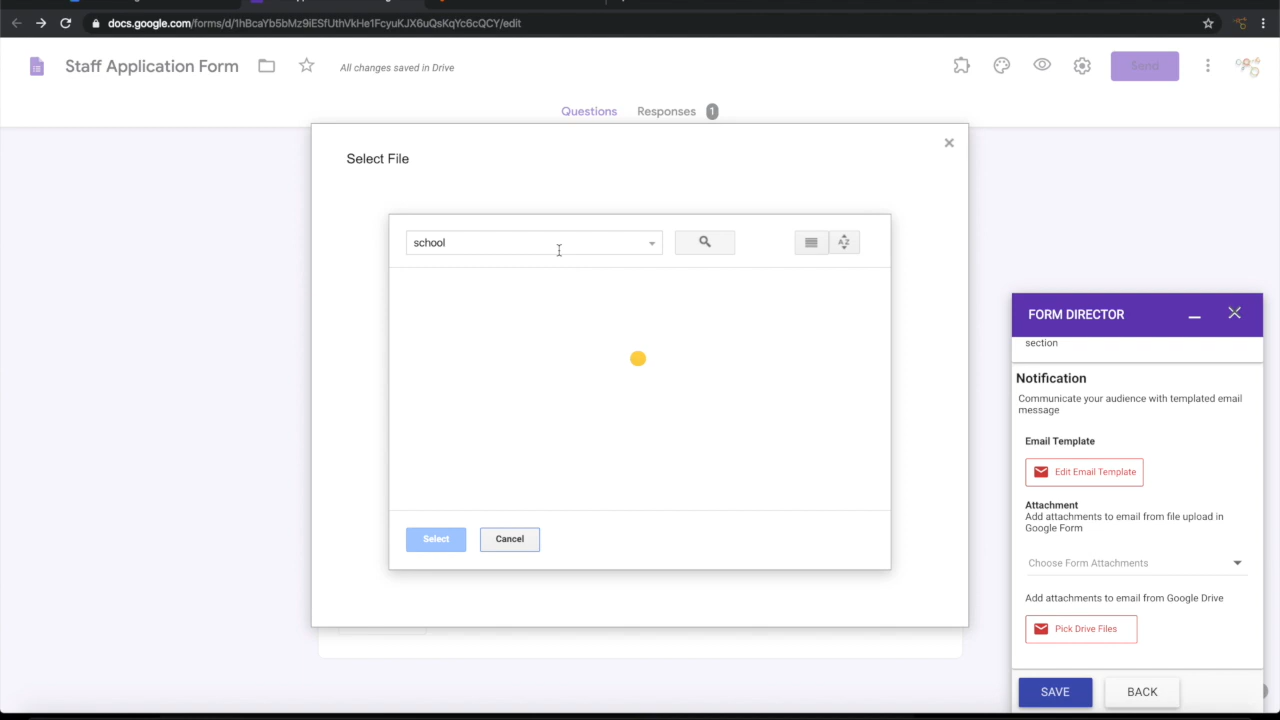 docs.google.com/forms/d/1hBcaYb5bMz9iESfUthVkHe1FcyuKJX6uQsKqYc6cQCY/edit
Staff Application Form
All changes saved in Drive
Send
Questions
Responses 1
Select File
school
Select
Cancel
FORM DIRECTOR
section
Notification
Communicate your audience with templated email
message
Email Template
Edit Email Template
Attachment
Add attachments to email from file upload in
Google Form
Choose Form Attachments
Add attachments to email from Google Drive
Pick Drive Files
SAVE
BACK